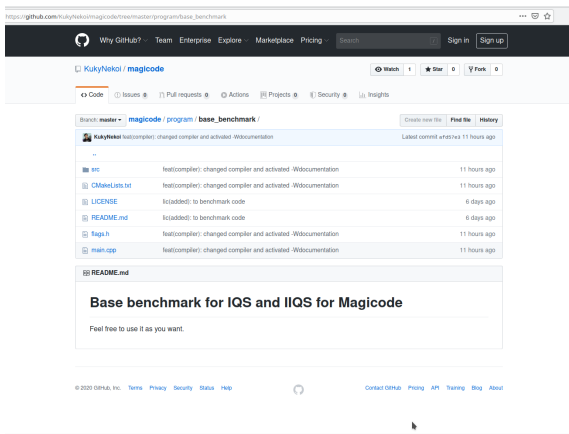 https://github.com/KukyNekoi/magicode/tree/master/program/base_benchmark
Why GitHub? Team Enterprise Explore Marketplace Pricing Search Sign in Sign up
KukyNekoi / magicode Watch 1 Star 0 Fork 0
Code Issues 0 Pull requests 0 Actions Projects 0 Security 0 Insights
Branch: master magicode / program / base_benchmark / Create new file Find file History
KukyNekoi feat(compiler): changed compiler and activated -Wdocumentation Latest commit 11 hours ago
..
src feat(compiler): changed compiler and activated -Wdocumentation 11 hours ago
CMakeLists.txt feat(compiler): changed compiler and activated -Wdocumentation 11 hours ago
LICENSE lic(added): to benchmark code 6 days ago
README.md lic(added): to benchmark code 6 days ago
flags.h feat(compiler): changed compiler and activated -Wdocumentation 11 hours ago
main.cpp feat(compiler): changed compiler and activated -Wdocumentation 11 hours ago
README.md
Base benchmark for IQS and IIQS for Magicode
Feel free to use it as you want.
© 2020 GitHub, Inc. Terms Privacy Security Status Help Contact GitHub Pricing API Training Blog About